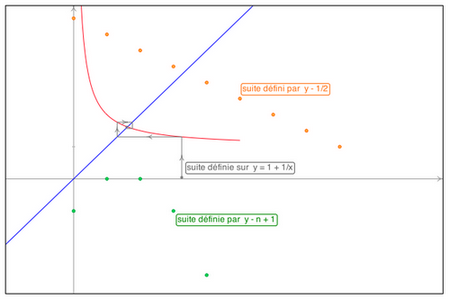 suite défini par y - 1/2
suite définie sur y = 1 + 1/x
suite définie par y - n + 1